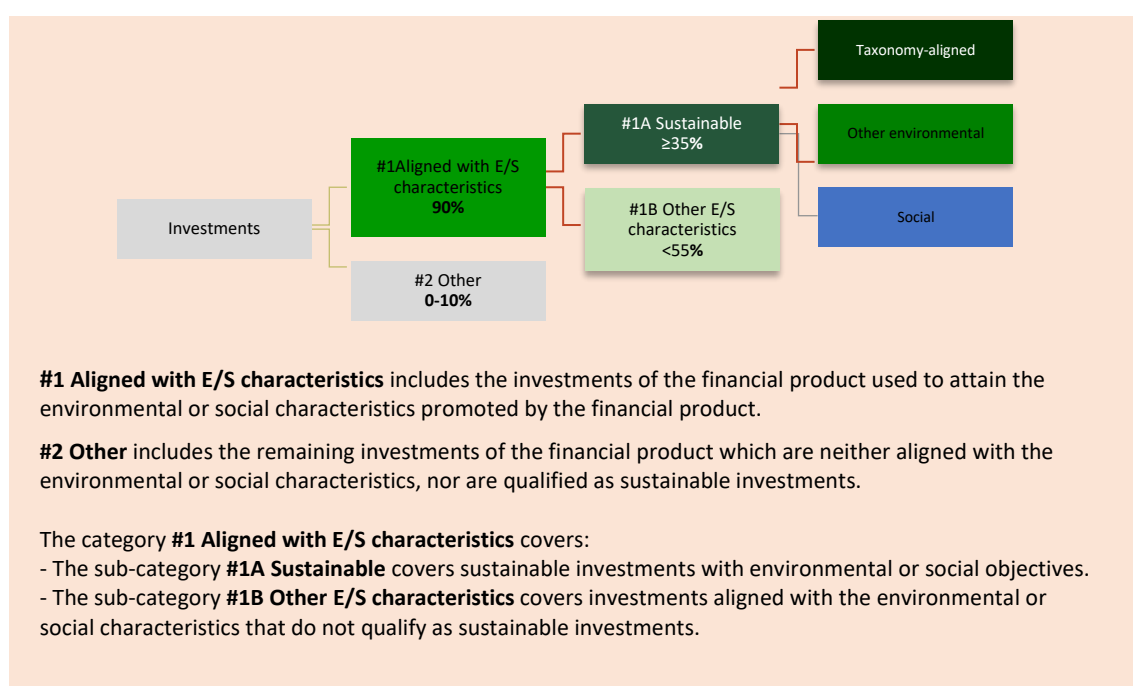 Taxonomy-aligned
#1A Sustainable
≥35%
Other environmental
#1Aligned with E/S
characteristics
90%
#1B Other E/S
characteristics
<55%
Social
Investments
#2 Other
0-10%
#1 Aligned with E/S characteristics includes the investments of the financial product used to attain the
environmental or social characteristics promoted by the financial product.
#2 Other includes the remaining investments of the financial product which are neither aligned with the
environmental or social characteristics, nor are qualified as sustainable investments.
The category #1 Aligned with E/S characteristics covers:
- The sub-category #1A Sustainable covers sustainable investments with environmental or social objectives.
- The sub-category #1B Other E/S characteristics covers investments aligned with the environmental or
social characteristics that do not qualify as sustainable investments.